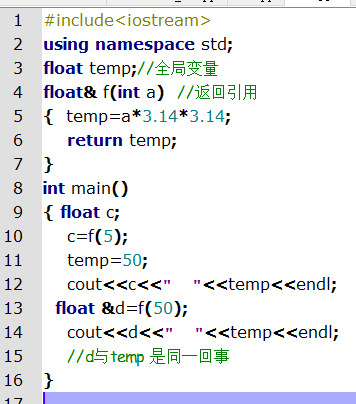 1 #include<iostream>
2 using namespace std;
3 float temp;//全局变量
4 float& f(int a)  //返回引用
5 {  temp=a*3.14*3.14;
6 return temp;
7 }
8 int main()
9 { float c;
10 c=f(5);
11 temp=50;
12 cout<<c<<"  "<<temp<<endl;
13 float &d=f(50);
14 cout<<d<<"  "<<temp<<endl;
15 //d与temp 是同一回事
16 }
17